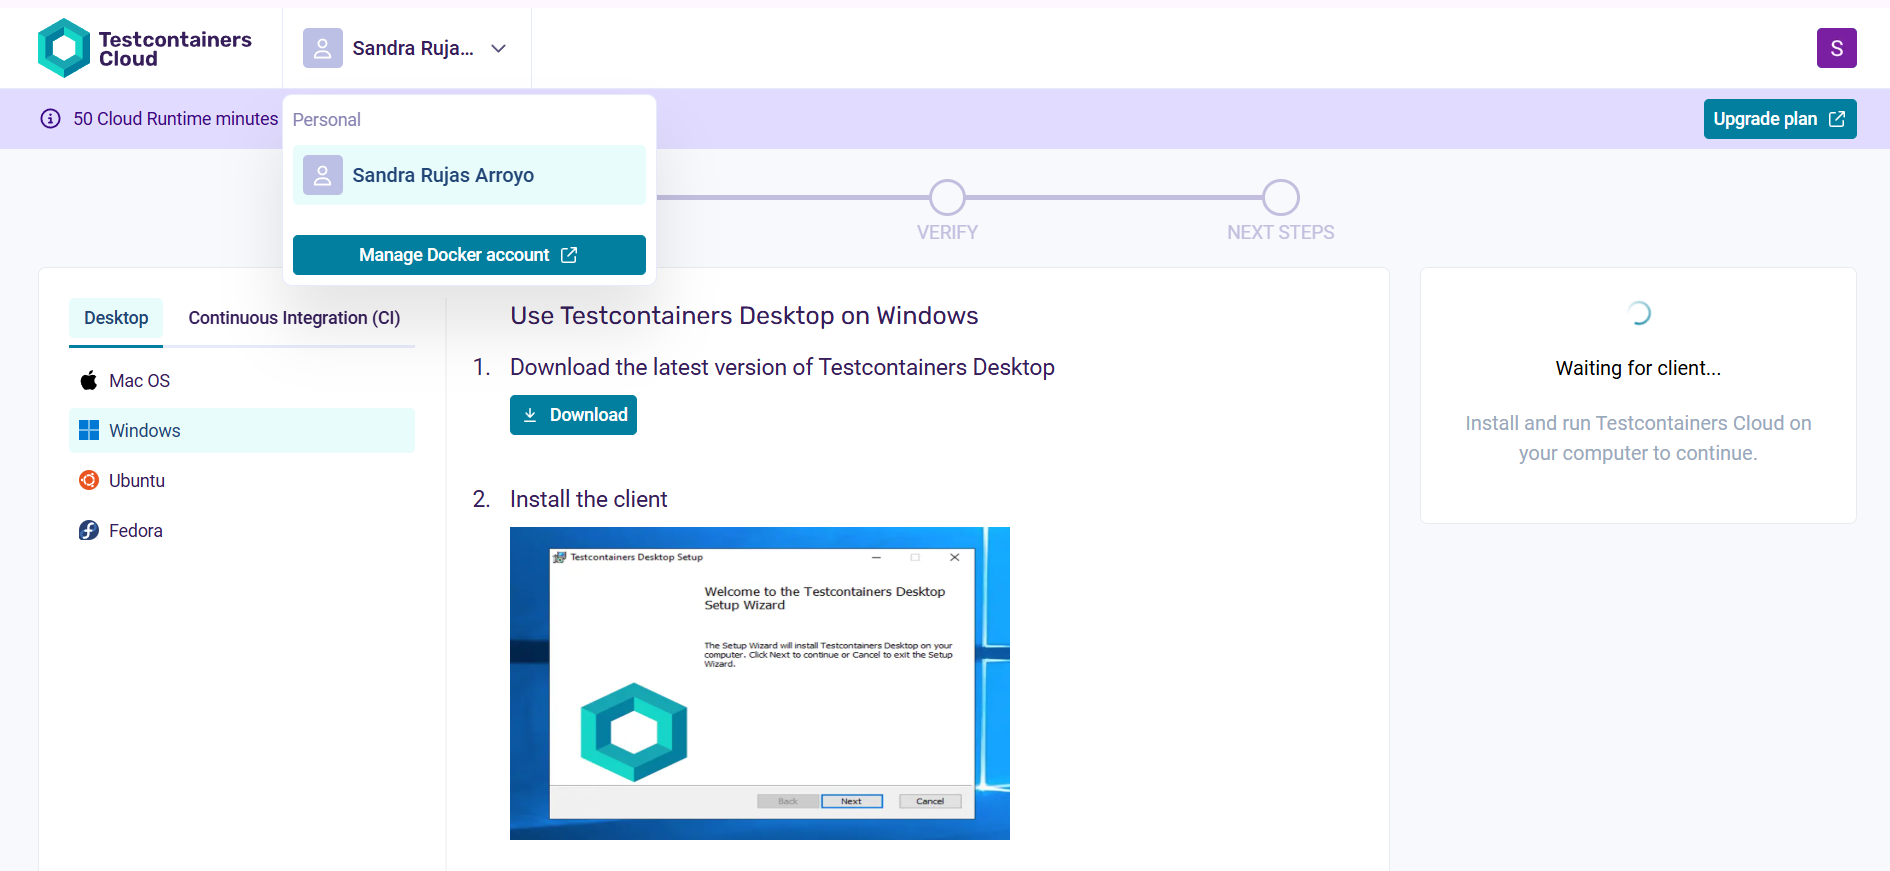 Testcontainers
Cloud
Sandra Ruja...
S
50 Cloud Runtime minutes
Upgrade plan
Personal
Sandra Rujas Arroyo
Manage Docker account
VERIFY
NEXT STEPS
Desktop
Continuous Integration (CI)
Mac OS
Windows
Ubuntu
Fedora
Use Testcontainers Desktop on Windows
1. Download the latest version of Testcontainers Desktop
Download
2. Install the client
Testcontainers Desktop Setup
Welcome to the Testcontainers Desktop
Setup Wizard
The Setup Wizard will install Testcontainers Desktop on your
computer. Click Next to continue or Cancel to exit the Setup
Wizard.
Back
Next
Cancel
Waiting for client...
Install and run Testcontainers Cloud on
your computer to continue.